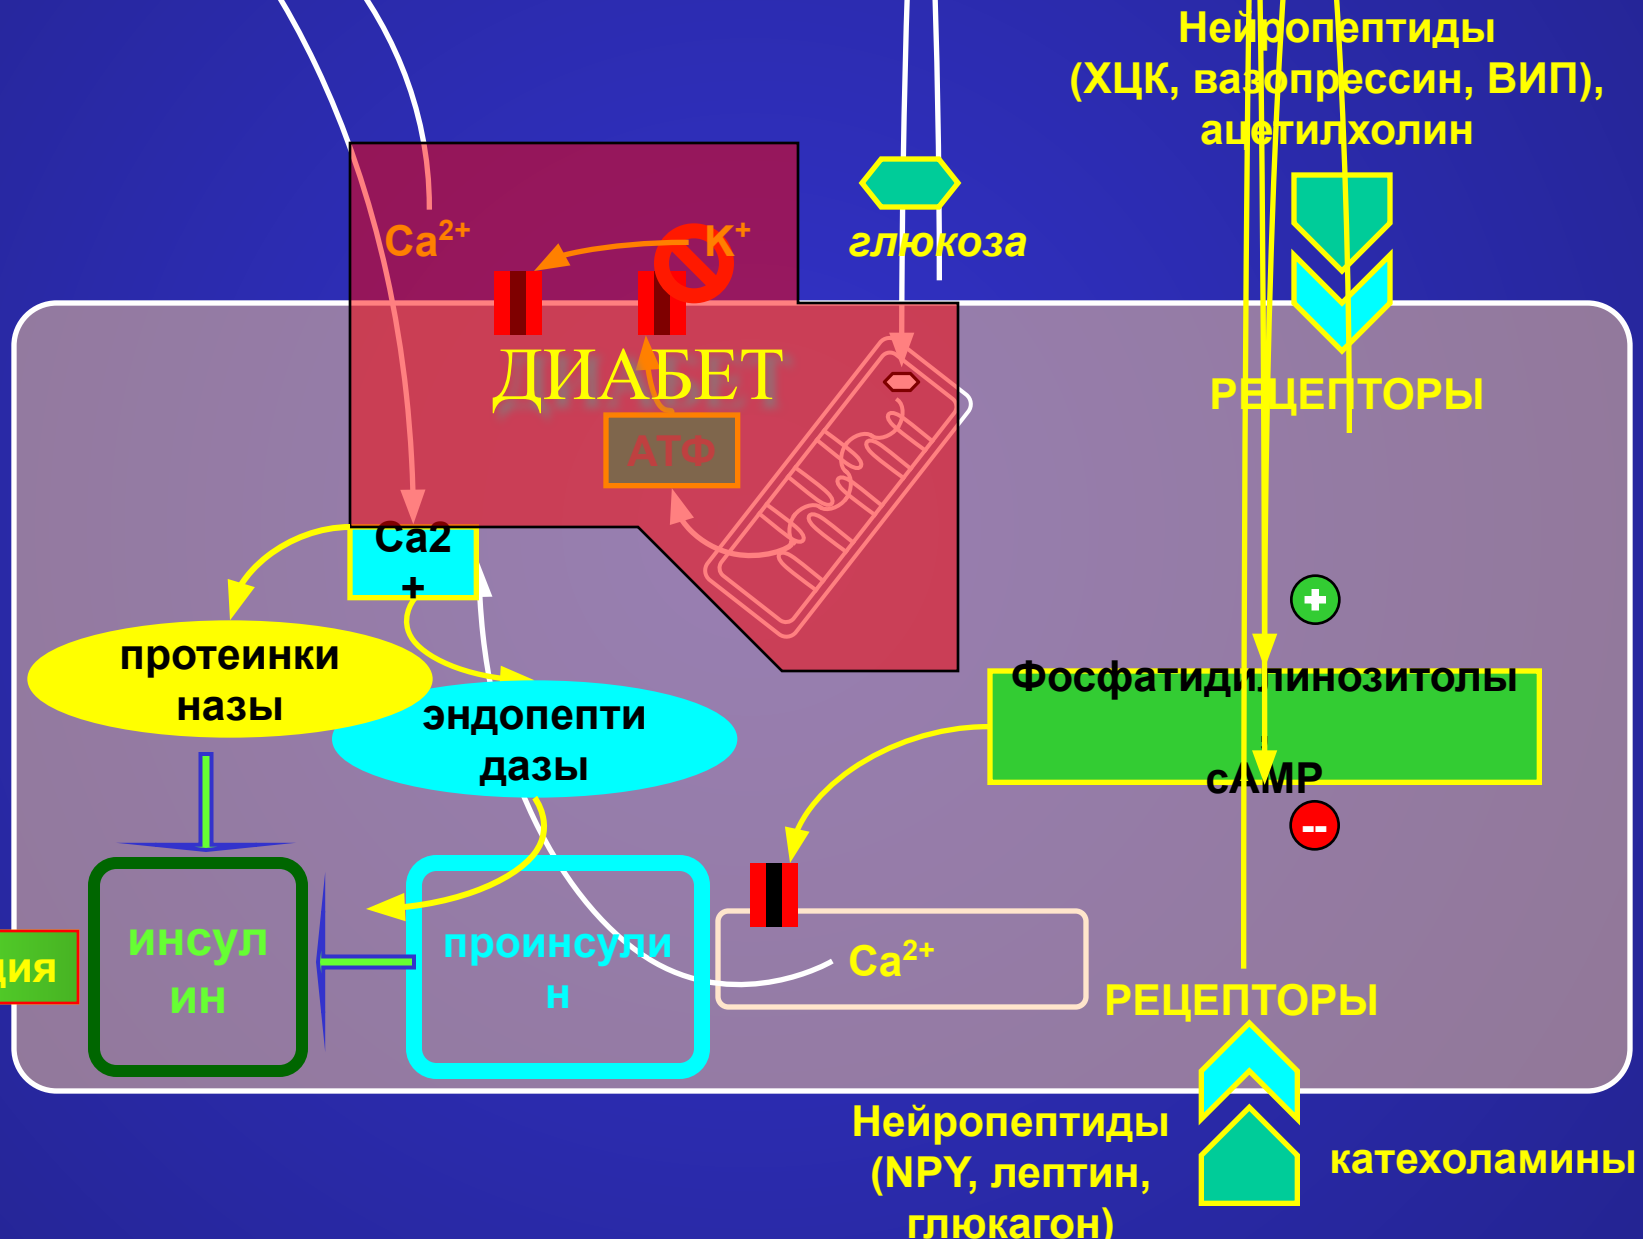 Нейропептиды
(ХЦК, вазопрессин, ВИП),
ацетилхолин
Ca2+
K+
глюкоза
ДИАБЕТ
РЕЦЕПТОРЫ
АТФ
Ca2
+
+
протеинки
назы
эндопепти
дазы
Фосфатидилинозитолы
сАМР
--
инсул
ин
проинсули
н
Ca2+
РЕЦЕПТОРЫ
Нейропептиды
(NPY, лептин,
глюкагон)
катехоламины